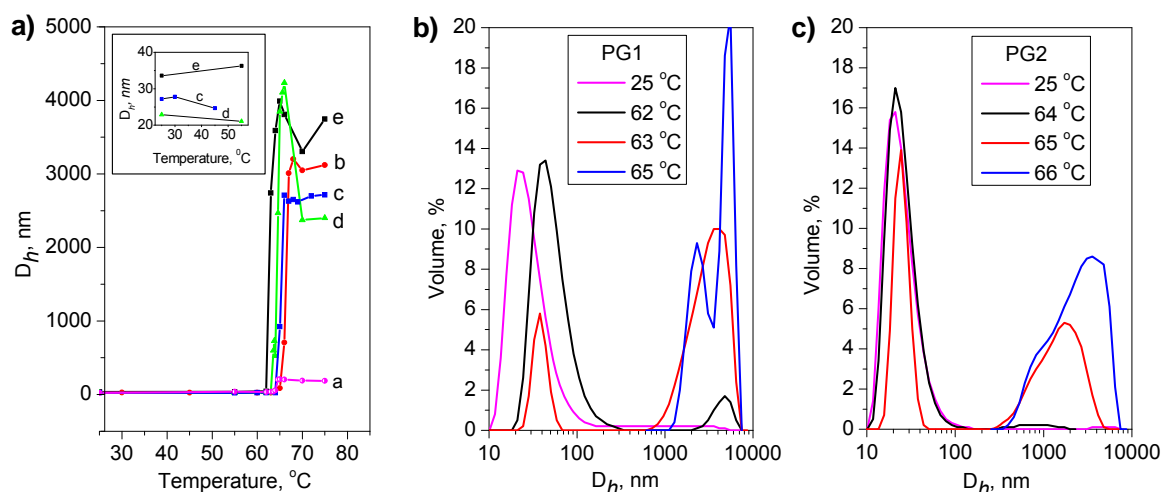 a)
5000
4000
3000
2000
1000
0
D_h, nm
30 40 50 60 70 80
Temperature, °C
40
30
20
D_h, nm
30 40 50
Temperature, °C
e
c
d
e
b
c
d
a
b)
20
18
16
14
12
10
8
6
4
2
0
Volume, %
PG1
25 °C
62 °C
63 °C
65 °C
10 100 1000 10000
D_h, nm
c)
20
18
16
14
12
10
8
6
4
2
0
Volume, %
PG2
25 °C
64 °C
65 °C
66 °C
10 100 1000 10000
D_h, nm